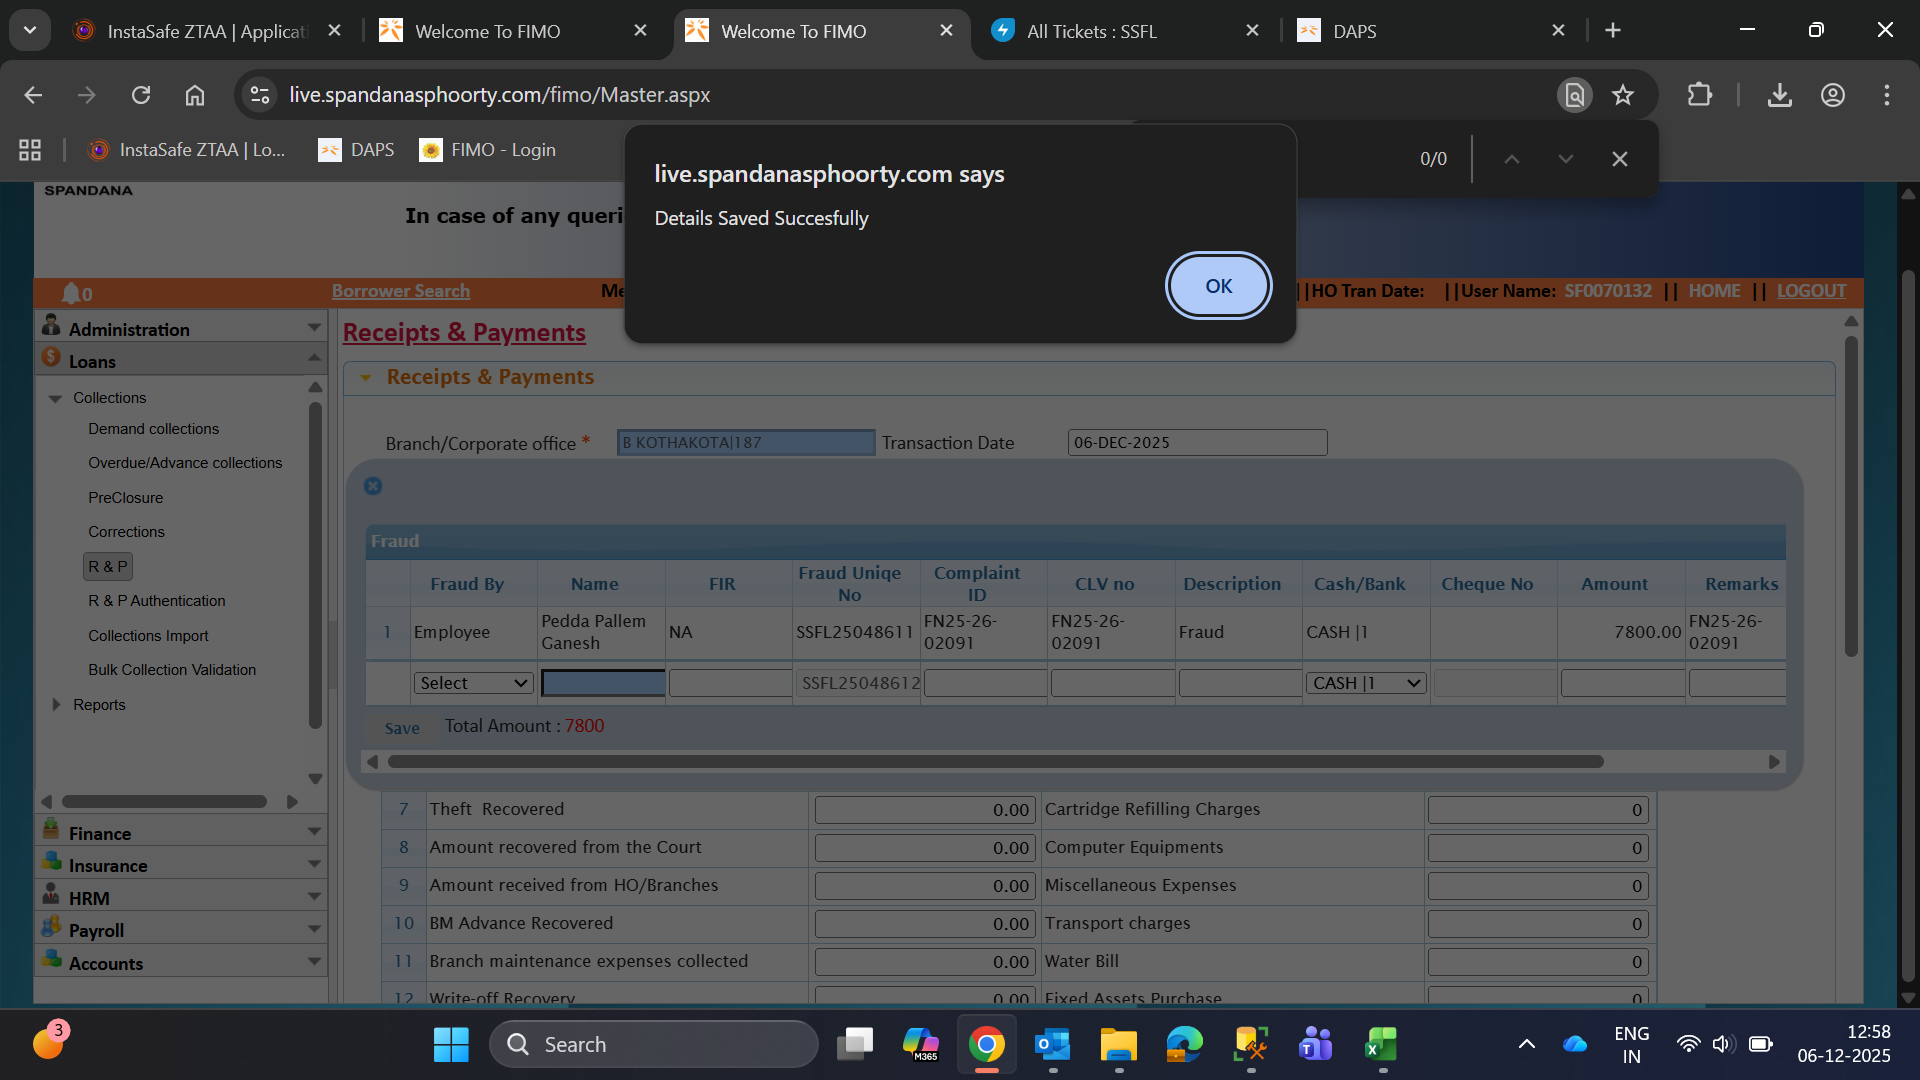 InstaSafe ZTAA | Applicati
Welcome To FIMO
Welcome To FIMO
All Tickets : SSFL
DAPS
live.spandanasphoorty.com/fimo/Master.aspx
InstaSafe ZTAA | Lo...
DAPS
FIMO - Login
0/0
live.spandanasphoorty.com says
Details Saved Succesfully
OK
SPANDANA
In case of any queri
0
Borrower Search
Me
||HO Tran Date: ||User Name: SF0070132 || HOME || LOGOUT
Administration
Loans
Collections
Demand collections
Overdue/Advance collections
PreClosure
Corrections
R & P
R & P Authentication
Collections Import
Bulk Collection Validation
Reports
Finance
Insurance
HRM
Payroll
Accounts
Receipts & Payments
Receipts & Payments
Branch/Corporate office * B KOTHAKOTA|187 Transaction Date 06-DEC-2025
Fraud
Fraud By Name FIR Fraud Uniqe No Complaint ID CLV no Description Cash/Bank Cheque No Amount Remarks
1 Employee Pedda Pallem Ganesh NA SSFL25048611 FN25-26-02091 FN25-26-02091 Fraud CASH |1 7800.00 FN25-26-02091
Select SSFL25048612 CASH |1
Save Total Amount : 7800
7 Theft Recovered 0.00 Cartridge Refilling Charges 0
8 Amount recovered from the Court 0.00 Computer Equipments 0
9 Amount received from HO/Branches 0.00 Miscellaneous Expenses 0
10 BM Advance Recovered 0.00 Transport charges 0
11 Branch maintenance expenses collected 0.00 Water Bill 0
12 Write-off Recovery 0.00 Fixed Assets Purchase 0
3
Search
M365
ENG
IN
12:58
06-12-2025